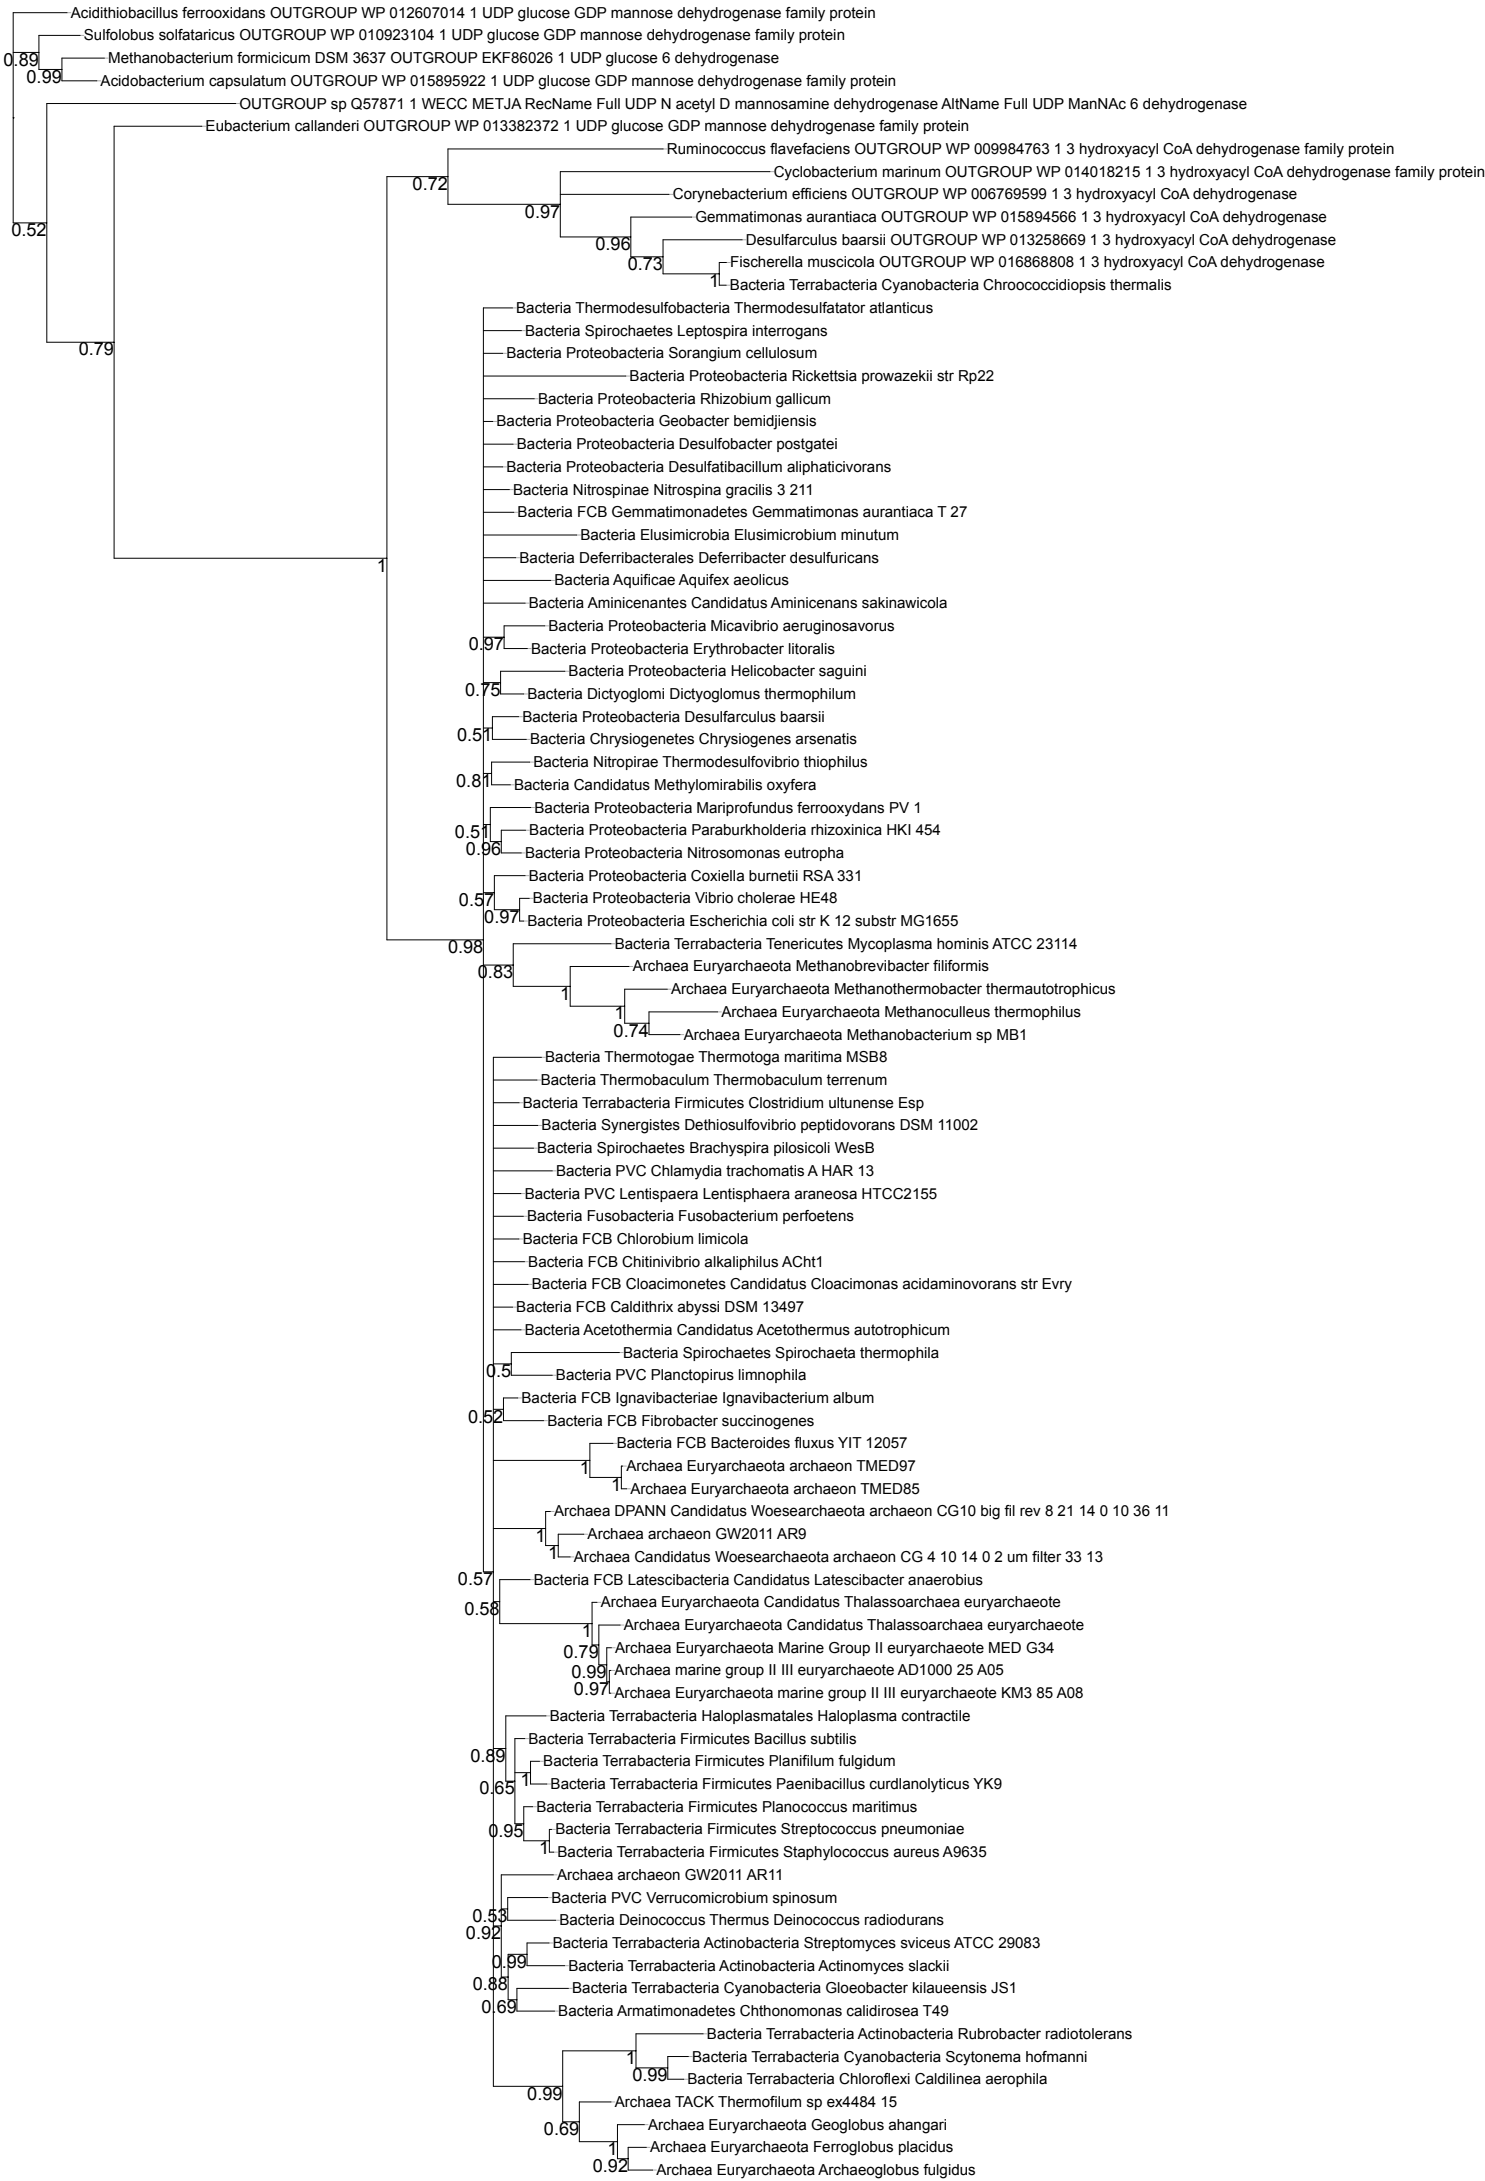 Acidithiobacillus ferrooxidans OUTGROUP WP 012607014 1 UDP glucose GDP mannose dehydrogenase family protein
Sulfolobus solfataricus OUTGROUP WP 010923104 1 UDP glucose GDP mannose dehydrogenase family protein
0.89
Methanobacterium formicicum DSM 3637 OUTGROUP EKF86026 1 UDP glucose 6 dehydrogenase
0.99
Acidobacterium capsulatum OUTGROUP WP 015895922 1 UDP glucose GDP mannose dehydrogenase family protein
OUTGROUP sp Q57871 1 WECC METJA RecName Full UDP N acetyl D mannosamine dehydrogenase AltName Full UDP ManNAc 6 dehydrogenase
Eubacterium callanderi OUTGROUP WP 013382372 1 UDP glucose GDP mannose dehydrogenase family protein
Ruminococcus flavefaciens OUTGROUP WP 009984763 1 3 hydroxyacyl CoA dehydrogenase family protein
0.72
Cyclobacterium marinum OUTGROUP WP 014018215 1 3 hydroxyacyl CoA dehydrogenase family protein
Corynebacterium efficiens OUTGROUP WP 006769599 1 3 hydroxyacyl CoA dehydrogenase
0.97
Gemmatimonas aurantiaca OUTGROUP WP 015894566 1 3 hydroxyacyl CoA dehydrogenase
0.52
0.96
Desulfarculus baarsii OUTGROUP WP 013258669 1 3 hydroxyacyl CoA dehydrogenase
0.73
Fischerella muscicola OUTGROUP WP 016868808 1 3 hydroxyacyl CoA dehydrogenase
1
Bacteria Terrabacteria Cyanobacteria Chroococcidiopsis thermalis
Bacteria Thermodesulfobacteria Thermodesulfatator atlanticus
Bacteria Spirochaetes Leptospira interrogans
0.79
Bacteria Proteobacteria Sorangium cellulosum
Bacteria Proteobacteria Rickettsia prowazekii str Rp22
Bacteria Proteobacteria Rhizobium gallicum
Bacteria Proteobacteria Geobacter bemidjiensis
Bacteria Proteobacteria Desulfobacter postgatei
Bacteria Proteobacteria Desulfatibacillum aliphaticivorans
Bacteria Nitrospinae Nitrospina gracilis 3 211
Bacteria FCB Gemmatimonadetes Gemmatimonas aurantiaca T 27
Bacteria Elusimicrobia Elusimicrobium minutum
Bacteria Deferribacterales Deferribacter desulfuricans
1
Bacteria Aquificae Aquifex aeolicus
Bacteria Aminicenantes Candidatus Aminicenans sakinawicola
Bacteria Proteobacteria Micavibrio aeruginosavorus
0.97
Bacteria Proteobacteria Erythrobacter litoralis
Bacteria Proteobacteria Helicobacter saguini
0.75
Bacteria Dictyoglomi Dictyoglomus thermophilum
Bacteria Proteobacteria Desulfarculus baarsii
0.51
Bacteria Chrysiogenetes Chrysiogenes arsenatis
Bacteria Nitropirae Thermodesulfovibrio thiophilus
0.81
Bacteria Candidatus Methylomirabilis oxyfera
Bacteria Proteobacteria Mariprofundus ferrooxydans PV 1
0.51
Bacteria Proteobacteria Paraburkholderia rhizoxinica HKI 454
0.96
Bacteria Proteobacteria Nitrosomonas eutropha
Bacteria Proteobacteria Coxiella burnetii RSA 331
0.57
Bacteria Proteobacteria Vibrio cholerae HE48
0.97
Bacteria Proteobacteria Escherichia coli str K 12 substr MG1655
0.98
Bacteria Terrabacteria Tenericutes Mycoplasma hominis ATCC 23114
Archaea Euryarchaeota Methanobrevibacter filiformis
0.83
Archaea Euryarchaeota Methanothermobacter thermautotrophicus
1
Archaea Euryarchaeota Methanoculleus thermophilus
1
0.74
Archaea Euryarchaeota Methanobacterium sp MB1
Bacteria Thermotogae Thermotoga maritima MSB8
Bacteria Thermobaculum Thermobaculum terrenum
Bacteria Terrabacteria Firmicutes Clostridium ultunense Esp
Bacteria Synergistes Dethiosulfovibrio peptidovorans DSM 11002
Bacteria Spirochaetes Brachyspira pilosicoli WesB
Bacteria PVC Chlamydia trachomatis A HAR 13
Bacteria PVC Lentispaera Lentisphaera araneosa HTCC2155
Bacteria Fusobacteria Fusobacterium perfoetens
Bacteria FCB Chlorobium limicola
Bacteria FCB Chitinivibrio alkaliphilus ACht1
Bacteria FCB Cloacimonetes Candidatus Cloacimonas acidaminovorans str Evry
Bacteria FCB Caldithrix abyssi DSM 13497
Bacteria Acetothermia Candidatus Acetothermus autotrophicum
Bacteria Spirochaetes Spirochaeta thermophila
0.5
Bacteria PVC Planctopirus limnophila
Bacteria FCB Ignavibacteriae Ignavibacterium album
0.52
Bacteria FCB Fibrobacter succinogenes
Bacteria FCB Bacteroides fluxus YIT 12057
1
Archaea Euryarchaeota archaeon TMED97
1
Archaea Euryarchaeota archaeon TMED85
Archaea DPANN Candidatus Woesearchaeota archaeon CG10 big fil rev 8 21 14 0 10 36 11
1
Archaea archaeon GW2011 AR9
1
Archaea Candidatus Woesearchaeota archaeon CG 4 10 14 0 2 um filter 33 13
0.57
Bacteria FCB Latescibacteria Candidatus Latescibacter anaerobius
0.58
Archaea Euryarchaeota Candidatus Thalassoarchaea euryarchaeote
1
Archaea Euryarchaeota Candidatus Thalassoarchaea euryarchaeote
0.79
Archaea Euryarchaeota Marine Group II euryarchaeote MED G34
0.99
Archaea marine group II III euryarchaeote AD1000 25 A05
0.97
Archaea Euryarchaeota marine group II III euryarchaeote KM3 85 A08
Bacteria Terrabacteria Haloplasmatales Haloplasma contractile
Bacteria Terrabacteria Firmicutes Bacillus subtilis
0.89
Bacteria Terrabacteria Firmicutes Planifilum fulgidum
0.65
1
Bacteria Terrabacteria Firmicutes Paenibacillus curdlanolyticus YK9
Bacteria Terrabacteria Firmicutes Planococcus maritimus
0.95
Bacteria Terrabacteria Firmicutes Streptococcus pneumoniae
1
Bacteria Terrabacteria Firmicutes Staphylococcus aureus A9635
Archaea archaeon GW2011 AR11
Bacteria PVC Verrucomicrobium spinosum
0.53
Bacteria Deinococcus Thermus Deinococcus radiodurans
0.92
Bacteria Terrabacteria Actinobacteria Streptomyces sviceus ATCC 29083
0.99
Bacteria Terrabacteria Actinobacteria Actinomyces slackii
0.88
Bacteria Terrabacteria Cyanobacteria Gloeobacter kilaueensis JS1
0.69
Bacteria Armatimonadetes Chthonomonas calidirosea T49
Bacteria Terrabacteria Actinobacteria Rubrobacter radiotolerans
1
Bacteria Terrabacteria Cyanobacteria Scytonema hofmanni
0.99
Bacteria Terrabacteria Chloroflexi Caldilinea aerophila
0.99
Archaea TACK Thermofilum sp ex4484 15
0.69
Archaea Euryarchaeota Geoglobus ahangari
1
Archaea Euryarchaeota Ferroglobus placidus
0.92
Archaea Euryarchaeota Archaeoglobus fulgidus